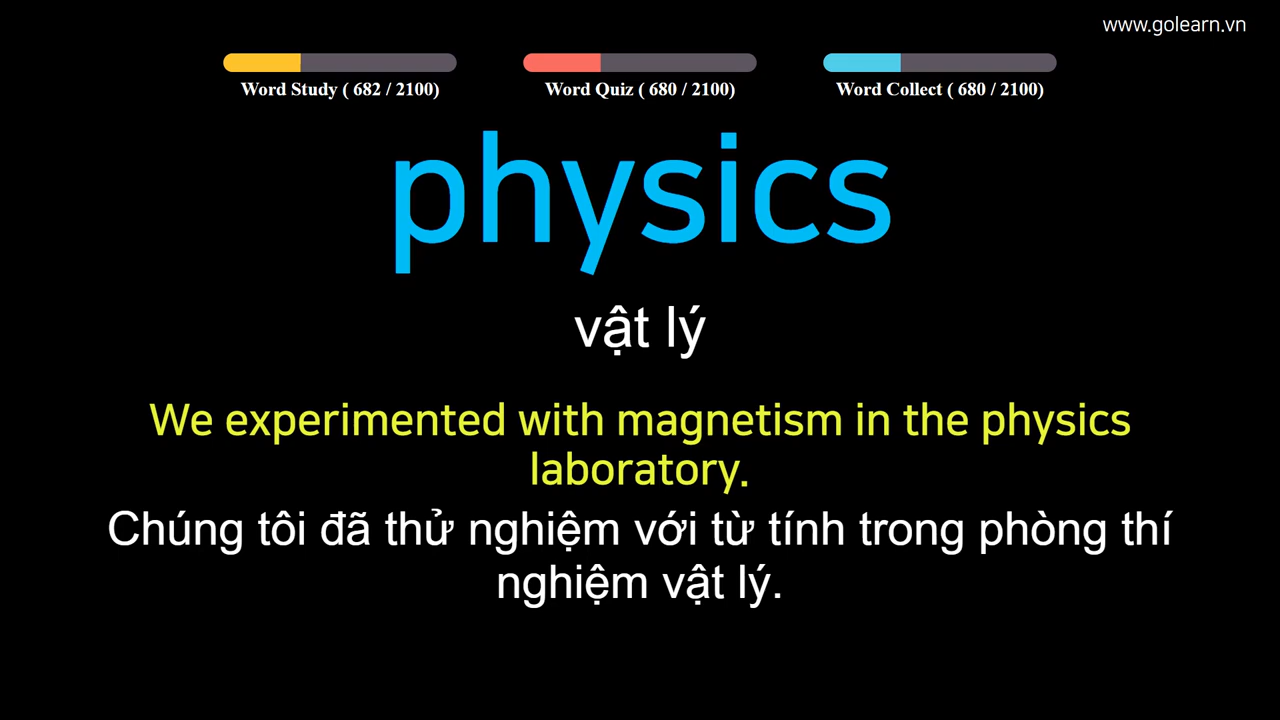 www.golearn.vn
Word Study ( 682 / 2100)
Word Quiz ( 680 / 2100)
Word Collect ( 680 / 2100)
physics
vật lý
We experimented with magnetism in the physics
laboratory.
Chúng tôi đã thử nghiệm với từ tính trong phòng thí
nghiệm vật lý.